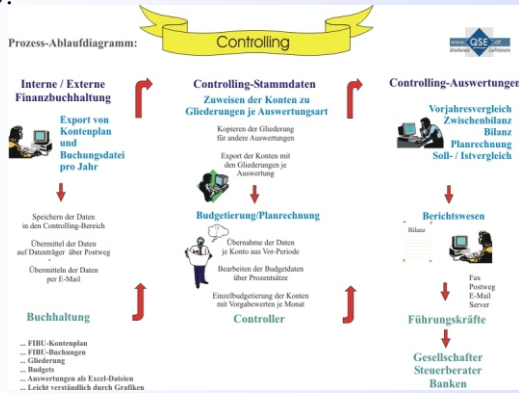 Prozess-Ablaufdiagramm:
Controlling
www. QSE .at
Interne / Externe
Finanzbuchhaltung
Export von
Kontenplan
und
Buchungsdatei
pro Jahr
Speichern der Daten
in den Controlling-Bereich
Übermittel der Daten
auf Datenträger über Postweg
Übermitteln der Daten
per E-Mail
Buchhaltung
... FIBU-Kontenplan
... FIBU-Buchungen
... Gliederung
... Budgets
... Auswertungen als Excel-Dateien
... Leicht verständlich durch Grafiken
Controlling-Stammdaten
Zuweisen der Konten zu
Gliederungen je Auswertungsart
Kopieren der Gliederung
für andere Auswertungen
Export der Konten mit
den Gliederungen je
Auswertung
Budgetierung/Planrechnung
Übernahme der Daten
je Konto aus Vor-Periode
Bearbeiten der Budgetdaten
über Prozentsätze
Einzelbudgetierung der Konten
mit Vorgabewerten je Monat
Controller
Controlling-Auswertungen
Vorjahresvergleich
Zwischenbilanz
Bilanz
Planrechnung
Soll- / Istvergleich
Berichtswesen
Bilanz
Fax
Postweg
E-Mail
Server
Führungskräfte
Gesellschafter
Steuerberater
Banken